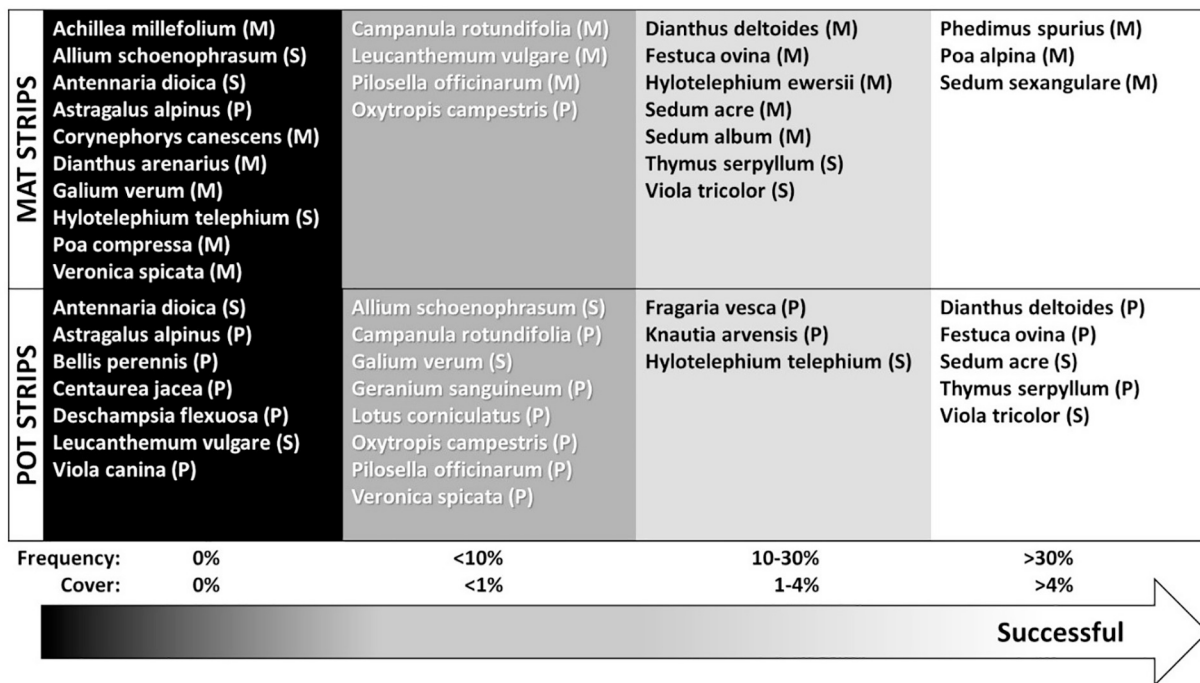 MAT STRIPS
Achillea millefolium (M)
Allium schoenophrasum (S)
Antennaria dioica (S)
Astragalus alpinus (P)
Corynephorys canescens (M)
Dianthus arenarius (M)
Galium verum (M)
Hylotelephium telephium (S)
Poa compressa (M)
Veronica spicata (M)
Campanula rotundifolia (M)
Leucanthemum vulgare (M)
Pilosella officinarum (M)
Oxytropis campestris (P)
Dianthus deltoides (M)
Festuca ovina (M)
Hylotelephium ewersii (M)
Sedum acre (M)
Sedum album (M)
Thymus serpyllum (S)
Viola tricolor (S)
Phedimus spurius (M)
Poa alpina (M)
Sedum sexangulare (M)
POT STRIPS
Antennaria dioica (S)
Astragalus alpinus (P)
Bellis perennis (P)
Centaurea jacea (P)
Deschampsia flexuosa (P)
Leucanthemum vulgare (S)
Viola canina (P)
Allium schoenophrasum (S)
Campanula rotundifolia (P)
Galium verum (S)
Geranium sanguineum (P)
Lotus corniculatus (P)
Oxytropis campestris (P)
Pilosella officinarum (P)
Veronica spicata (P)
Fragaria vesca (P)
Knautia arvensis (P)
Hylotelephium telephium (S)
Dianthus deltoides (P)
Festuca ovina (P)
Sedum acre (S)
Thymus serpyllum (P)
Viola tricolor (S)
Frequency: 0% <10% 10-30% >30%
Cover: 0% <1% 1-4% >4%
Successful